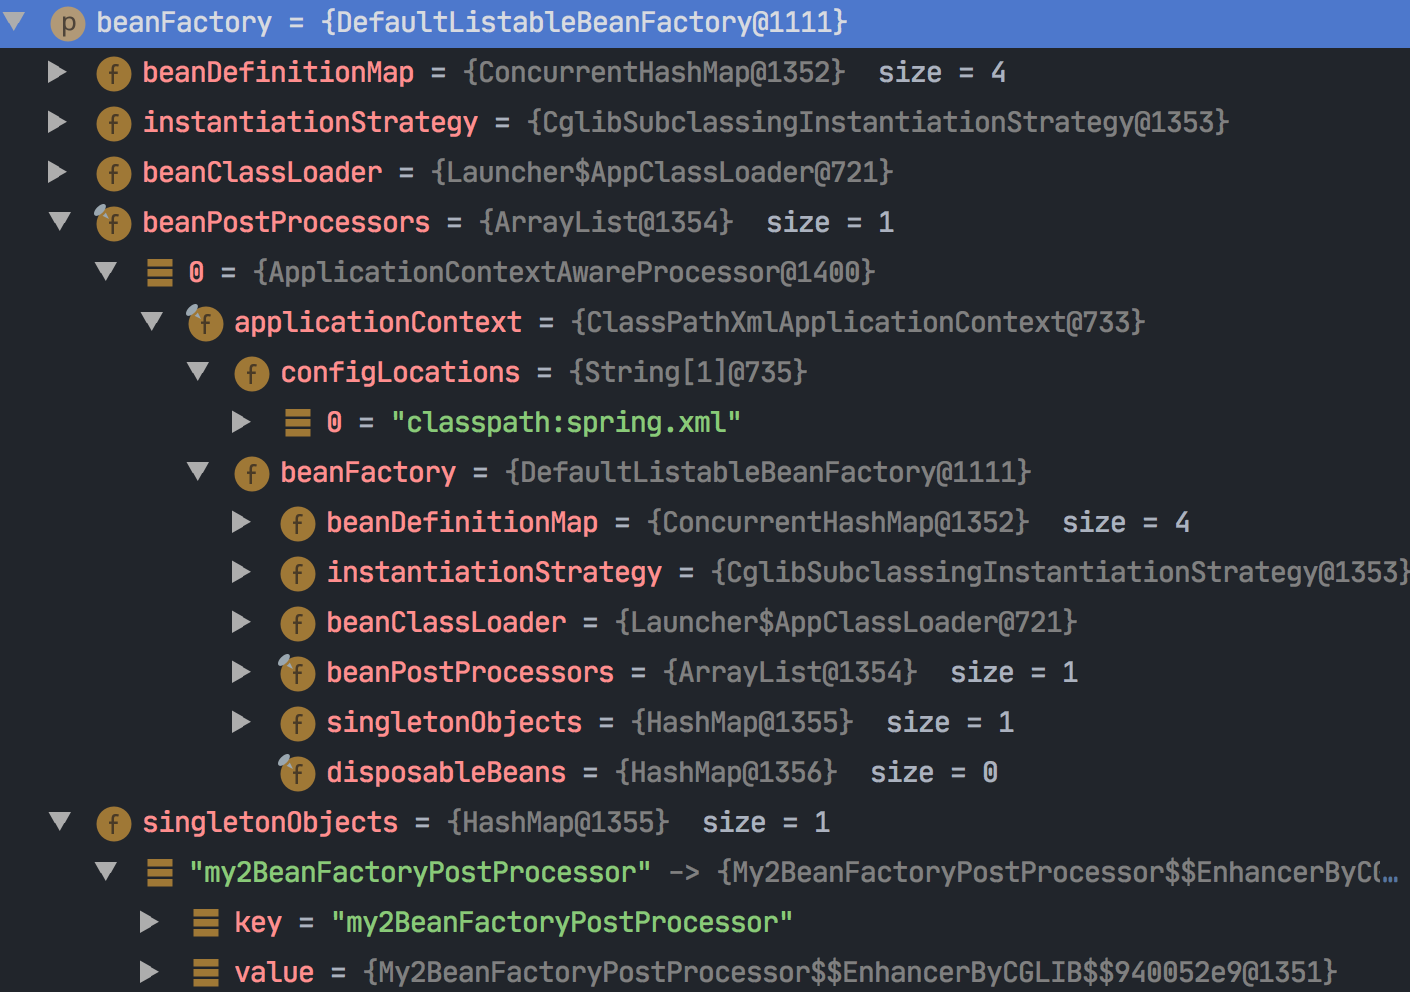 p beanFactory = {DefaultListableBeanFactory@1111}
f beanDefinitionMap = {ConcurrentHashMap@1352} size = 4
f instantiationStrategy = {CglibSubclassingInstantiationStrategy@1353}
f beanClassLoader = {Launcher$AppClassLoader@721}
f beanPostProcessors = {ArrayList@1354} size = 1
0 = {ApplicationContextAwareProcessor@1400}
f applicationContext = {ClassPathXmlApplicationContext@733}
f configLocations = {String[1]@735}
0 = "classpath:spring.xml"
f beanFactory = {DefaultListableBeanFactory@1111}
f beanDefinitionMap = {ConcurrentHashMap@1352} size = 4
f instantiationStrategy = {CglibSubclassingInstantiationStrategy@1353}
f beanClassLoader = {Launcher$AppClassLoader@721}
f beanPostProcessors = {ArrayList@1354} size = 1
f singletonObjects = {HashMap@1355} size = 1
f disposableBeans = {HashMap@1356} size = 0
f singletonObjects = {HashMap@1355} size = 1
"my2BeanFactoryPostProcessor" -> {My2BeanFactoryPostProcessor$$EnhancerByCG...
key = "my2BeanFactoryPostProcessor"
value = {My2BeanFactoryPostProcessor$$EnhancerByCGLIB$$940052e9@1351}